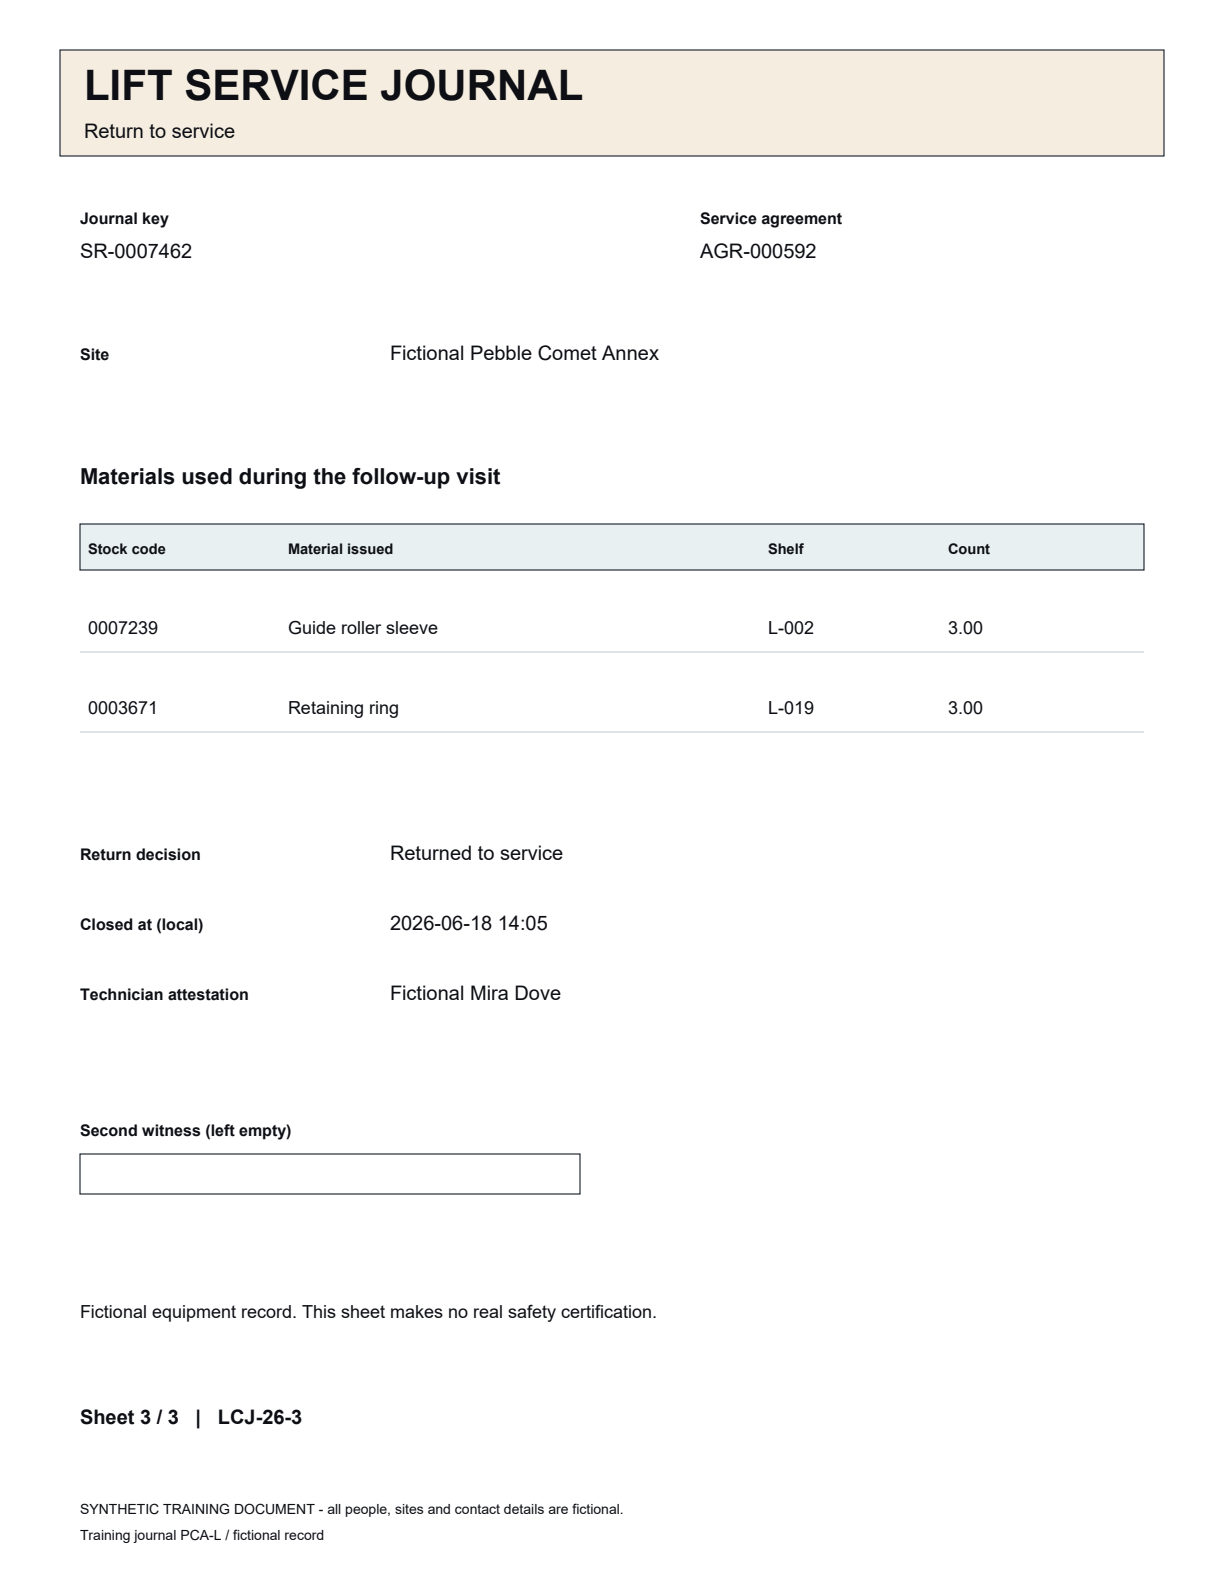 LIFT SERVICE JOURNAL
Return to service
Journal key Service agreement
SR-0007462 AGR-000592
Site Fictional Pebble Comet Annex
Materials used during the follow-up visit
Stock code Material issued Shelf Count
0007239 Guide roller sleeve L-002 3.00
0003671 Retaining ring L-019 3.00
Return decision Returned to service
Closed at (local) 2026-06-18 14:05
Technician attestation Fictional Mira Dove
Second witness (left empty)
Fictional equipment record. This sheet makes no real safety certification.
Sheet 3 / 3 | LCJ-26-3
SYNTHETIC TRAINING DOCUMENT - all people, sites and contact details are fictional.
Training journal PCA-L / fictional record